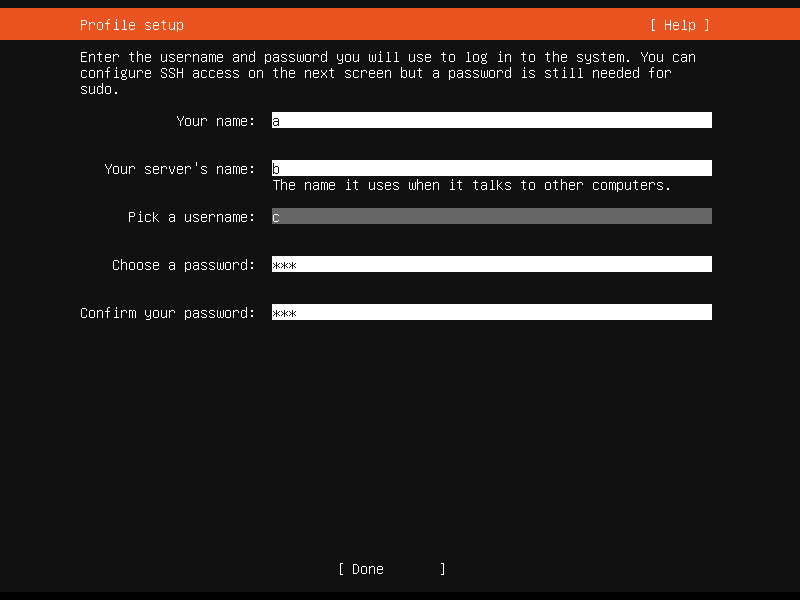 Profile setup [ Help ]
Enter the username and password you will use to log in to the system. You can
configure SSH access on the next screen but a password is still needed for
sudo.
Your name: a
Your server's name: b
The name it uses when it talks to other computers.
Pick a username: c
Choose a password: ***
Confirm your password: ***
[ Done ]